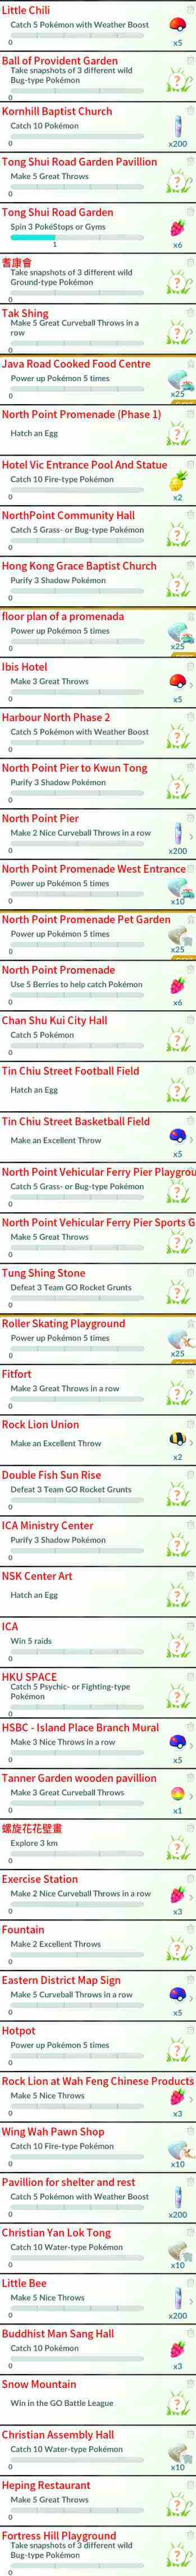 Little Chili
Catch 5 Pokémon with Weather Boost
0
x5
Ball of Provident Garden
Take snapshots of 3 different wild
Bug-type Pokémon
0
Kornhill Baptist Church
Catch 10 Pokémon
0
x200
Tong Shui Road Garden Pavillion
Make 5 Great Throws
0
Tong Shui Road Garden
Spin 3 PokéStops or Gyms
1
x6
耆康會
Take snapshots of 3 different wild
Ground-type Pokémon
0
Tak Shing
Make 5 Great Curveball Throws in a
row
0
Java Road Cooked Food Centre
Power up Pokémon 5 times
0
x25
North Point Promenade (Phase 1)
Hatch an Egg
Hotel Vic Entrance Pool And Statue
Catch 10 Fire-type Pokémon
0
x2
NorthPoint Community Hall
Catch 5 Grass- or Bug-type Pokémon
0
Hong Kong Grace Baptist Church
Purify 3 Shadow Pokémon
0
floor plan of a promenada
Power up Pokémon 5 times
0
x25
Ibis Hotel
Make 3 Great Throws
0
x5
Harbour North Phase 2
Catch 5 Pokémon with Weather Boost
0
North Point Pier to Kwun Tong
Purify 3 Shadow Pokémon
0
North Point Pier
Make 2 Nice Curveball Throws in a row
0
x200
North Point Promenade West Entrance
Power up Pokémon 5 times
0
x10
North Point Promenade Pet Garden
Power up Pokémon 5 times
0
x25
North Point Promenade
Use 5 Berries to help catch Pokémon
0
x6
Chan Shu Kui City Hall
Catch 5 Pokémon
0
Tin Chiu Street Football Field
Hatch an Egg
Tin Chiu Street Basketball Field
Make an Excellent Throw
x5
North Point Vehicular Ferry Pier Playgrou
Catch 5 Grass- or Bug-type Pokémon
0
North Point Vehicular Ferry Pier Sports G
Make 5 Great Throws
0
Tung Shing Stone
Defeat 3 Team GO Rocket Grunts
0
Roller Skating Playground
Power up Pokémon 5 times
0
x25
Fitfort
Make 3 Great Throws in a row
0
Rock Lion Union
Make an Excellent Throw
x2
Double Fish Sun Rise
Defeat 3 Team GO Rocket Grunts
0
ICA Ministry Center
Purify 3 Shadow Pokémon
0
NSK Center Art
Hatch an Egg
ICA
Win 5 raids
0
HKU SPACE
Catch 5 Psychic- or Fighting-type
Pokémon
0
HSBC - Island Place Branch Mural
Make 3 Nice Throws in a row
0
x5
Tanner Garden wooden pavillion
Make 3 Great Curveball Throws
0
x1
螺旋花花壁畫
Explore 3 km
0
Exercise Station
Make 2 Nice Curveball Throws in a row
0
x3
Fountain
Make 2 Excellent Throws
0
Eastern District Map Sign
Make 5 Curveball Throws in a row
0
x5
Hotpot
Power up Pokémon 5 times
0
Rock Lion at Wah Feng Chinese Products
Make 5 Nice Throws
0
x3
Wing Wah Pawn Shop
Catch 10 Fire-type Pokémon
0
x10
Pavillion for shelter and rest
Catch 5 Pokémon with Weather Boost
0
x200
Christian Yan Lok Tong
Catch 10 Water-type Pokémon
0
x10
Little Bee
Make 5 Nice Throws
0
x200
Buddhist Man Sang Hall
Catch 10 Pokémon
0
x3
Snow Mountain
Win in the GO Battle League
Christian Assembly Hall
Catch 10 Water-type Pokémon
0
x10
Heping Restaurant
Make 5 Great Throws
0
Fortress Hill Playground
Take snapshots of 3 different wild
Bug-type Pokémon
0